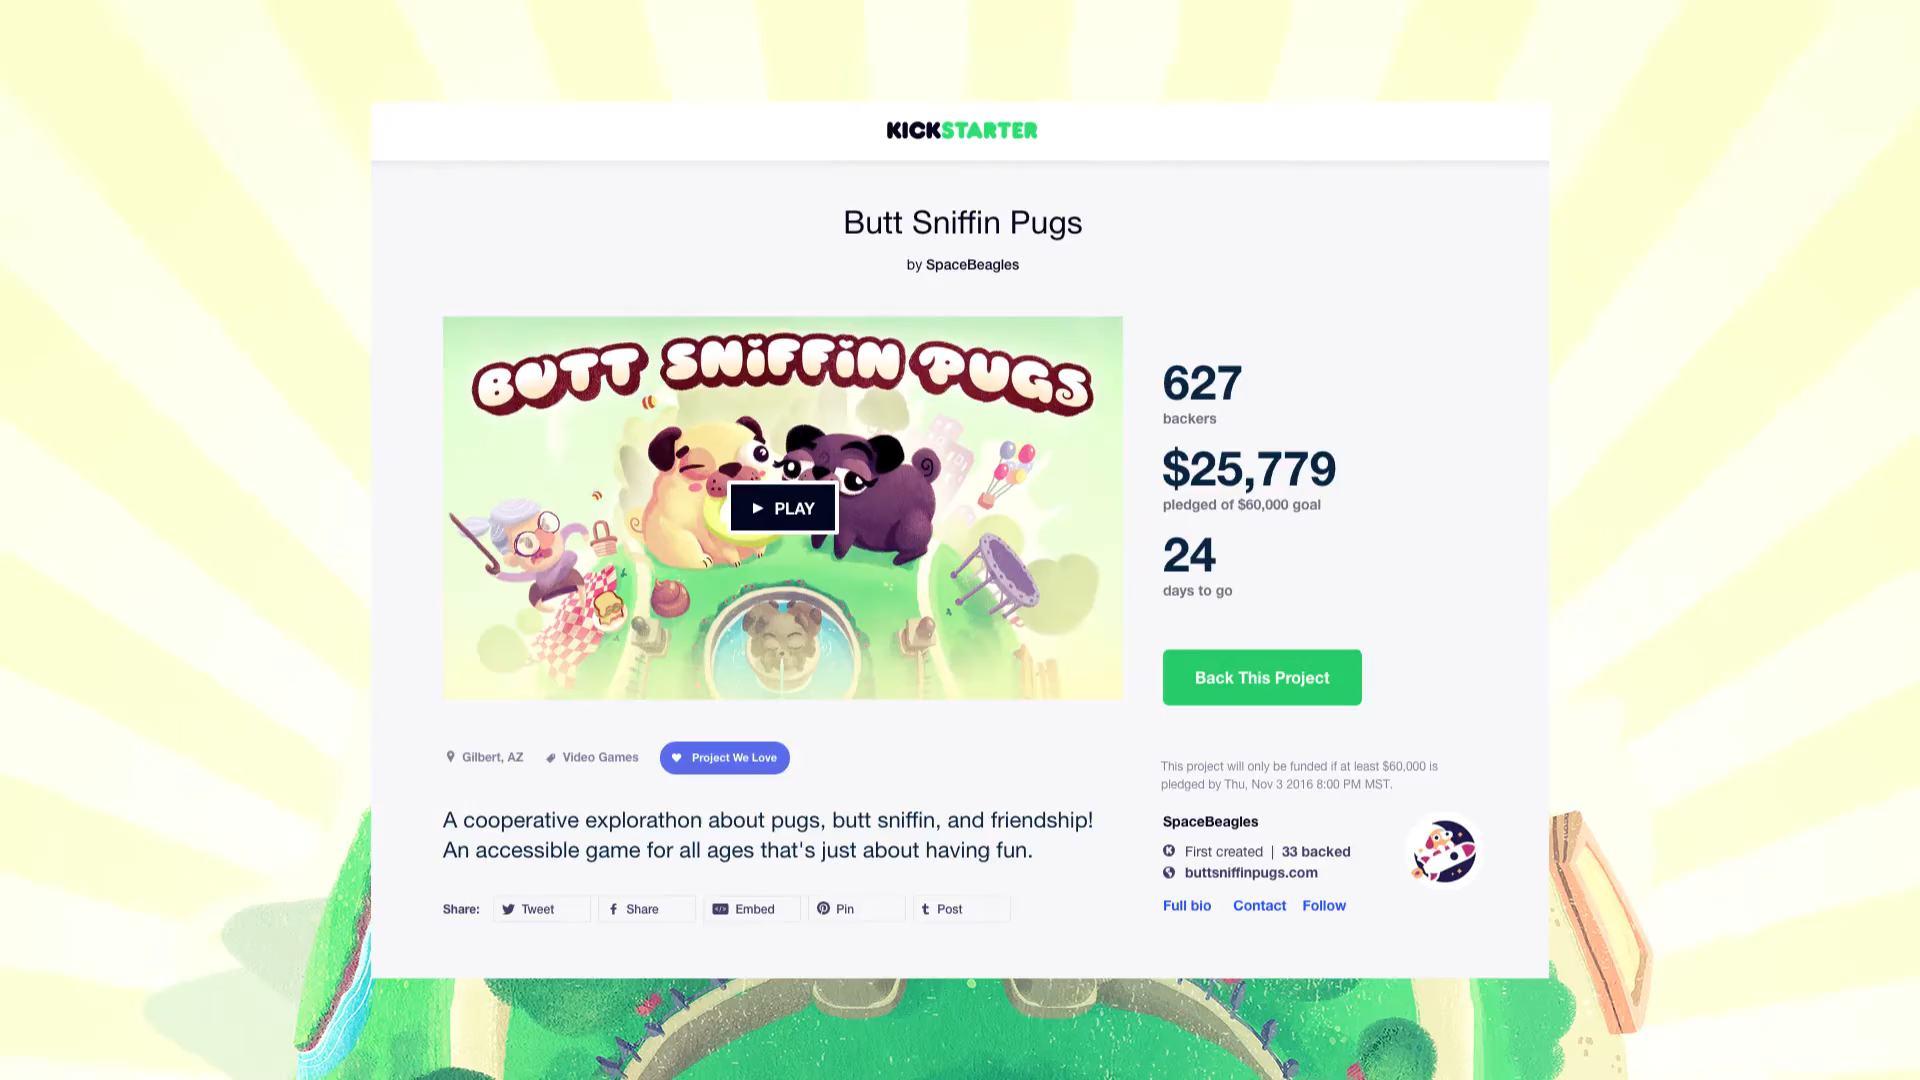 KICKSTARTER
Butt Sniffin Pugs
by SpaceBeagles
BUTT SNIFFIN PUGS
PLAY
627
backers
$25,779
pledged of $60,000 goal
24
days to go
Back This Project
Gilbert, AZ
Video Games
Project We Love
This project will only be funded if at least $60,000 is
pledged by Thu, Nov 3 2016 8:00 PM MST.
A cooperative explorathon about pugs, butt sniffin, and friendship!
An accessible game for all ages that's just about having fun.
SpaceBeagles
First created | 33 backed
buttsniffinpugs.com
Full bio Contact Follow
Share: Tweet Share Embed Pin Post